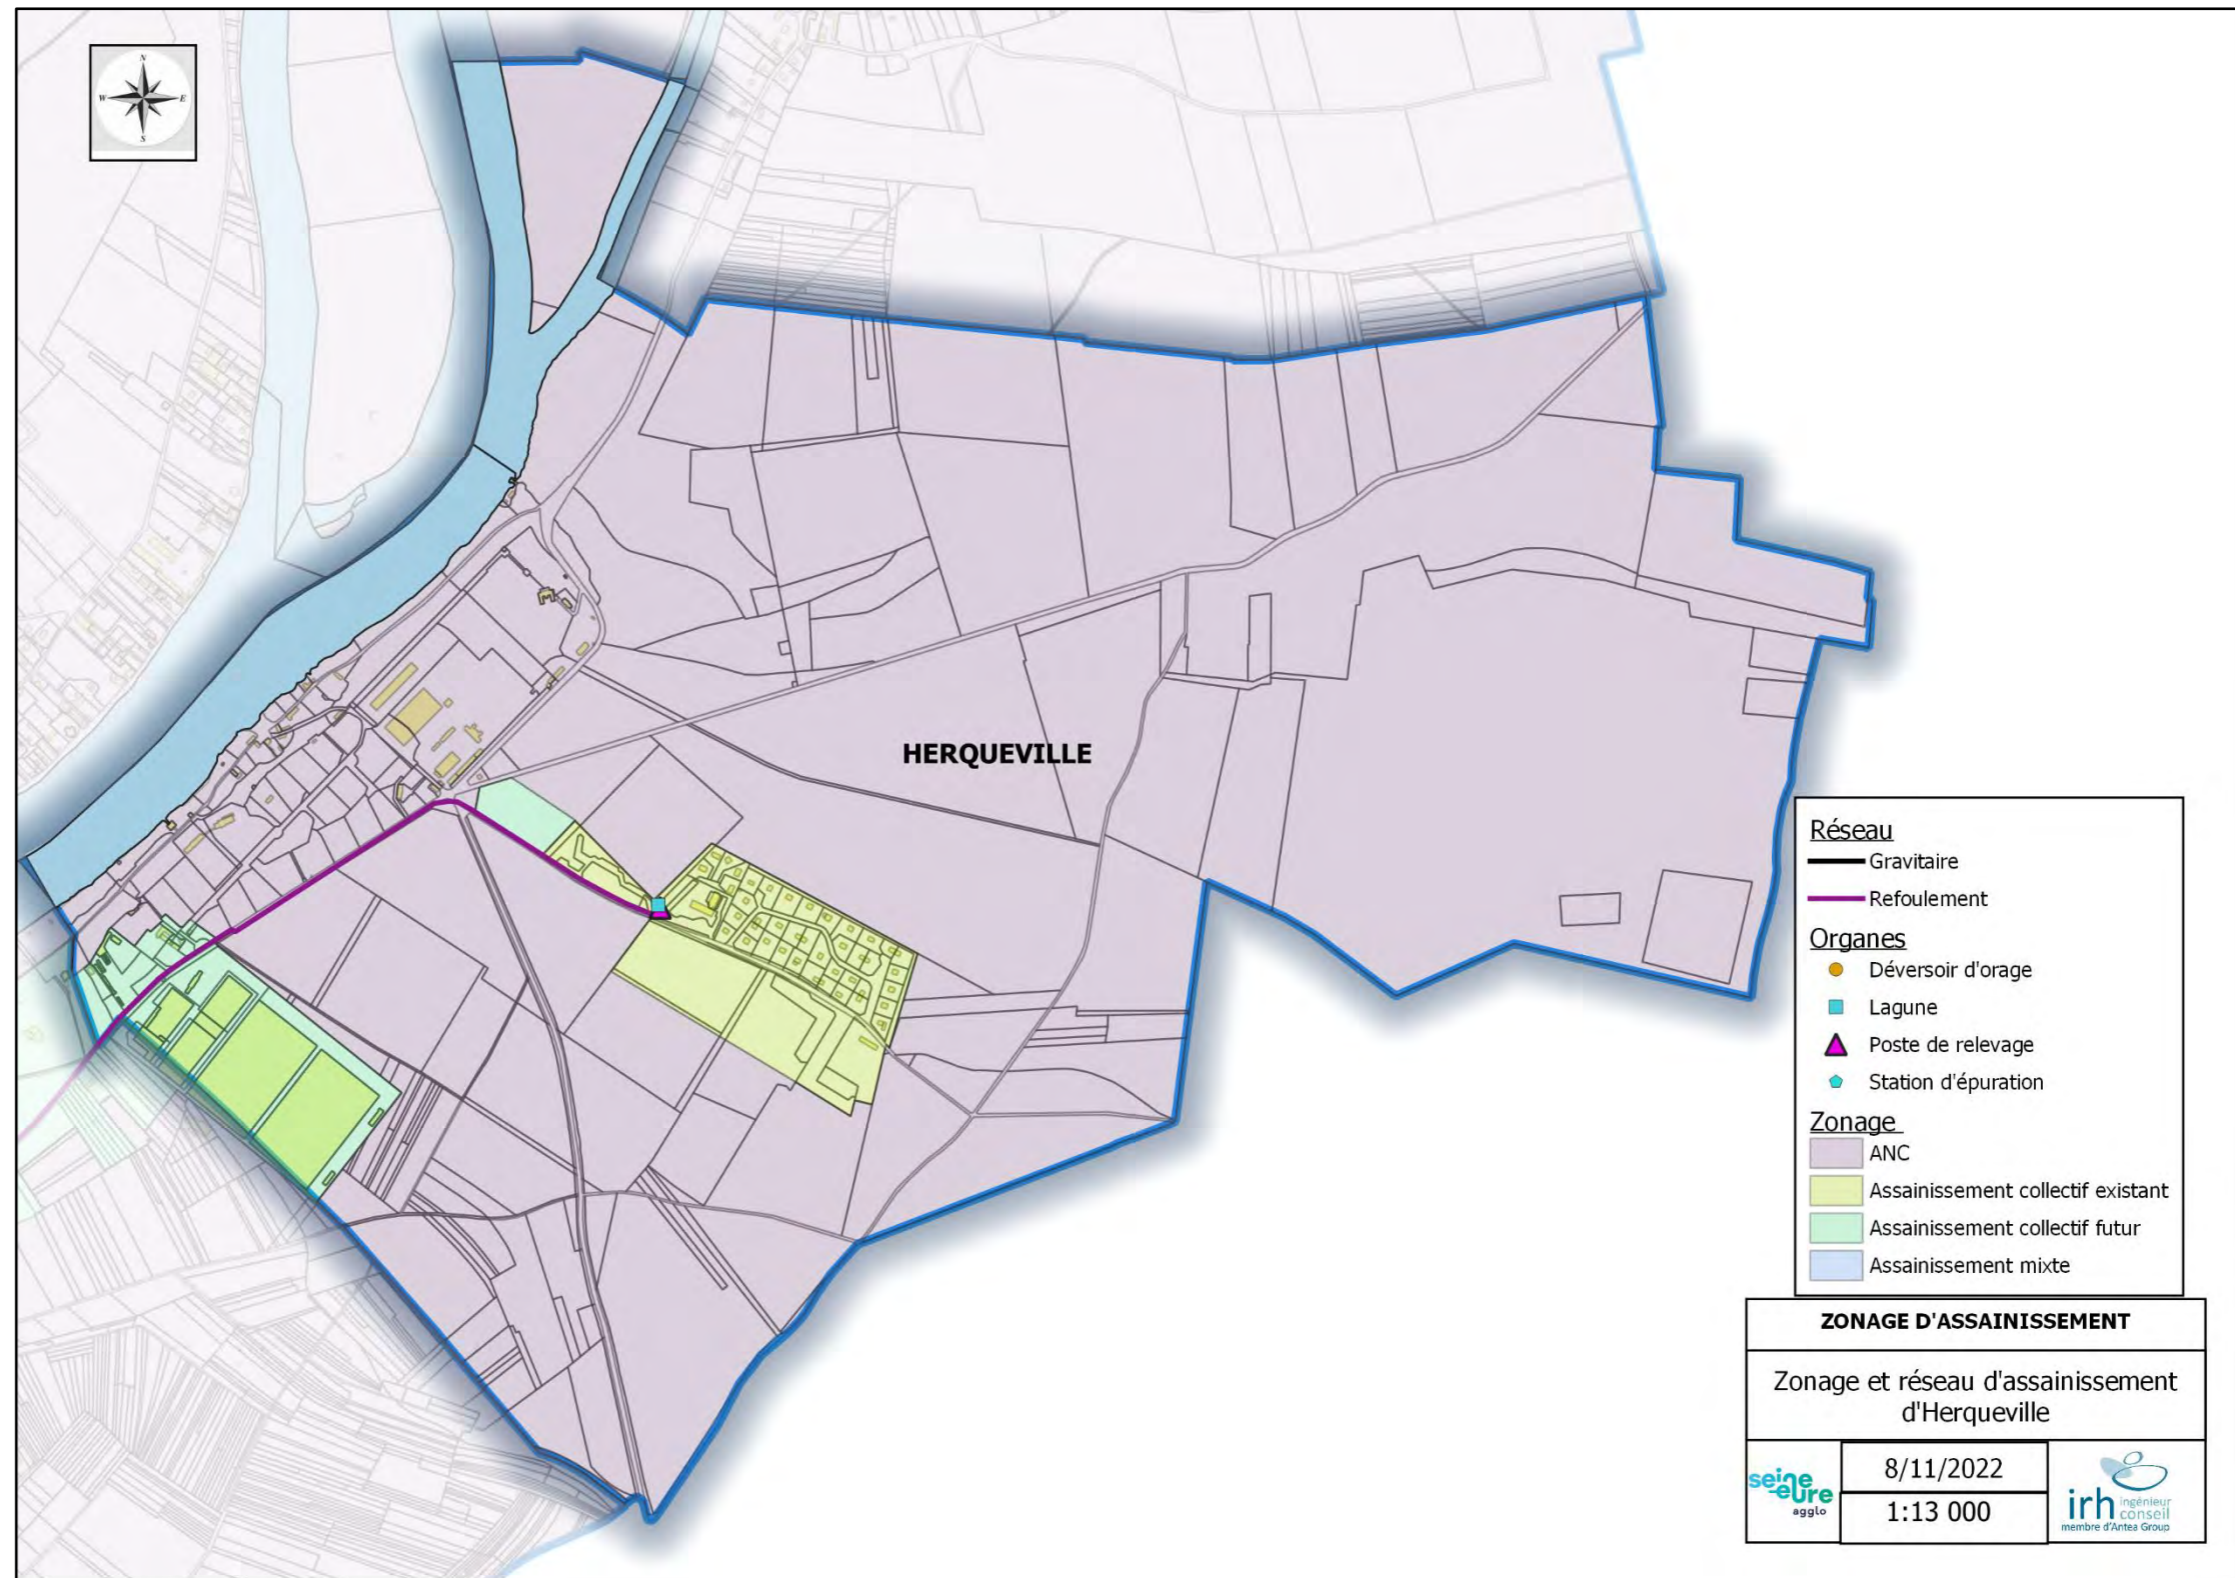 N
W
E
S
HERQUEVILLE
Réseau
Gravitaire
Refoulement
Organes
Déversoir d'orage
Lagune
Poste de relevage
Station d'épuration
Zonage
ANC
Assainissement collectif existant
Assainissement collectif futur
Assainissement mixte
ZONAGE D'ASSAINISSEMENT
Zonage et réseau d'assainissement
d'Herqueville
seine
eure
agglo
8/11/2022
1:13 000
irh ingénieur
conseil
membre d'Antea Group